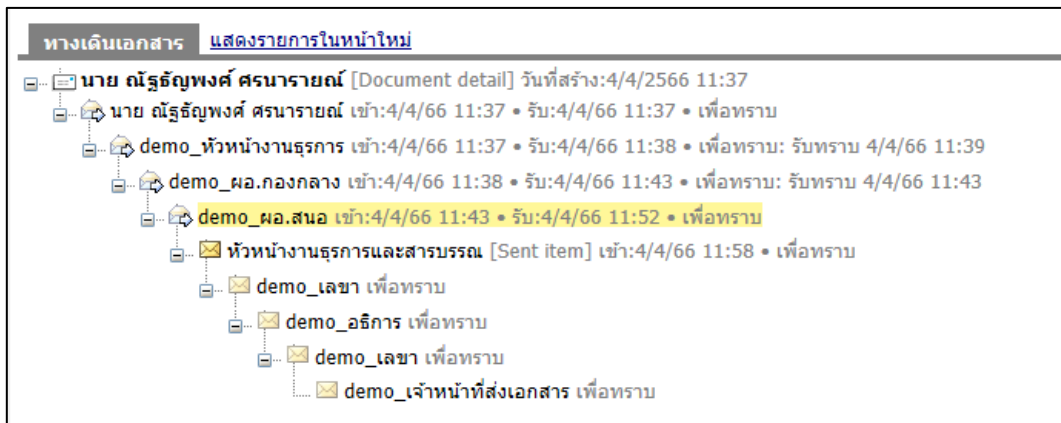 ทางเดินเอกสาร แสดงรายการในหน้าใหม่
นาย ณัฐธัญพงศ์ ศรนารายณ์ [Document detail] วันที่สร้าง:4/4/2566 11:37
นาย ณัฐธัญพงศ์ ศรนารายณ์ เข้า:4/4/66 11:37 • รับ:4/4/66 11:37 • เพื่อทราบ
demo_หัวหน้างานธุรการ เข้า:4/4/66 11:37 • รับ:4/4/66 11:38 • เพื่อทราบ: รับทราบ 4/4/66 11:39
demo_ผอ.กองกลาง เข้า:4/4/66 11:38 • รับ:4/4/66 11:43 • เพื่อทราบ: รับทราบ 4/4/66 11:43
demo_ผอ.สนอ เข้า:4/4/66 11:43 • รับ:4/4/66 11:52 • เพื่อทราบ
หัวหน้างานธุรการและสารบรรณ [Sent item] เข้า:4/4/66 11:58 • เพื่อทราบ
demo_เลขา เพื่อทราบ
demo_อธิการ เพื่อทราบ
demo_เลขา เพื่อทราบ
demo_เจ้าหน้าที่ส่งเอกสาร เพื่อทราบ